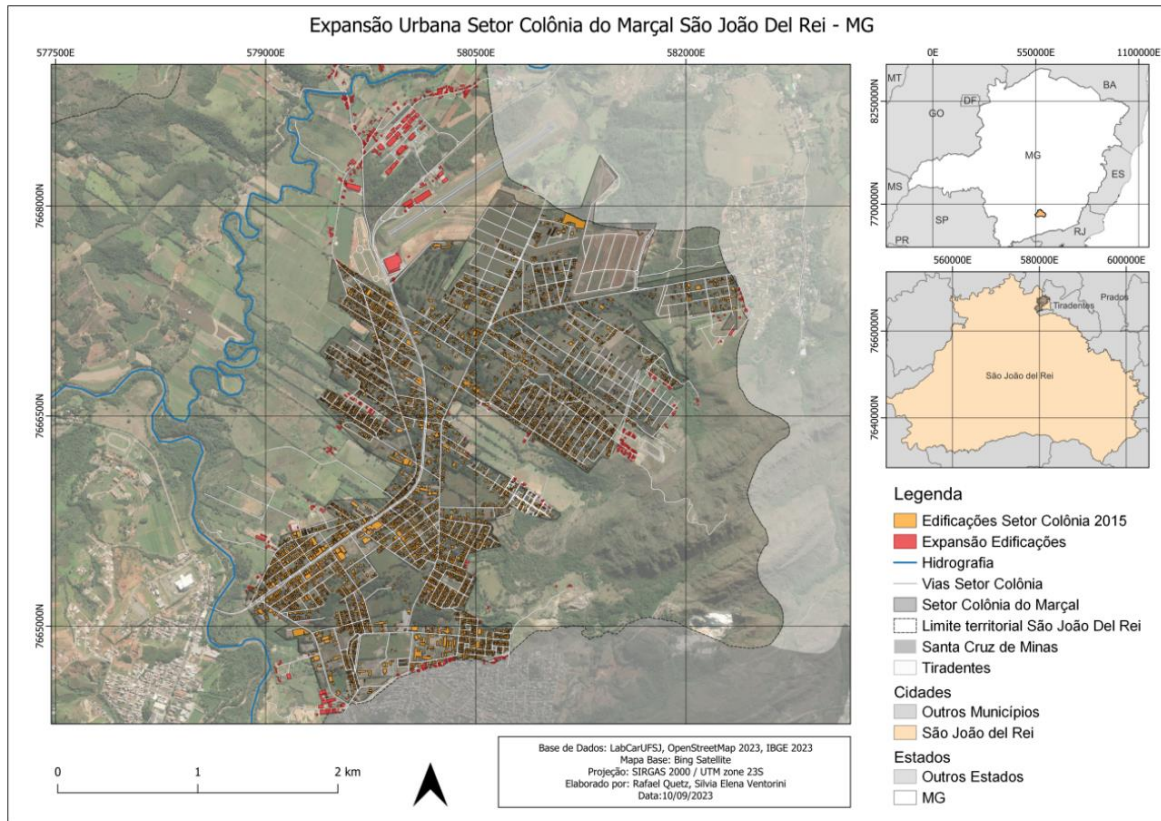 Expansão Urbana Setor Colônia do Marçal São João Del Rei - MG
577500E 579000E 580500E 582000E
7668000N
7666500N
7665000N
0E 550000E 1100000E
8250000N
7700000N
MT
BA
DF
GO
MG
ES
MS
SP
RJ
PR
560000E 580000E 600000E
7660000N
7640000N
Tiradentes
Prados
São João del Rei
Legenda
Edificações Setor Colônia 2015
Expansão Edificações
Hidrografia
Vias Setor Colônia
Setor Colônia do Marçal
Limite territorial São João Del Rei
Santa Cruz de Minas
Tiradentes
Cidades
Outros Municípios
São João del Rei
Estados
Outros Estados
MG
0 1 2 km
Base de Dados: LabCarUFSJ, OpenStreetMap 2023, IBGE 2023
Mapa Base: Bing Satellite
Projeção: SIRGAS 2000 / UTM zone 23S
Elaborado por: Rafael Quetz, Silvia Elena Ventorini
Data:10/09/2023